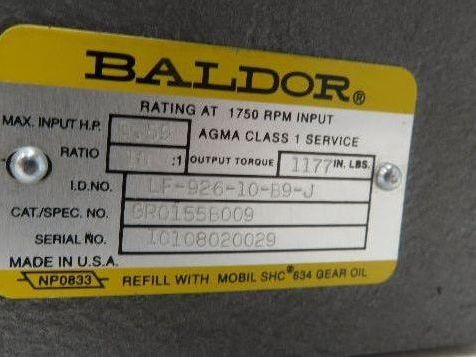 BALDOR®
RATING AT 1750 RPM INPUT
MAX. INPUT H.P. AGMA CLASS 1 SERVICE
RATIO 10 :1 OUTPUT TORQUE 1177 IN. LBS.
I.D.NO. LF-926-10-B9-J
CAT./SPEC. NO. GR0155B009
SERIAL NO. 10108020029
MADE IN U.S.A.
NP0833 REFILL WITH MOBIL SHC®634 GEAR OIL